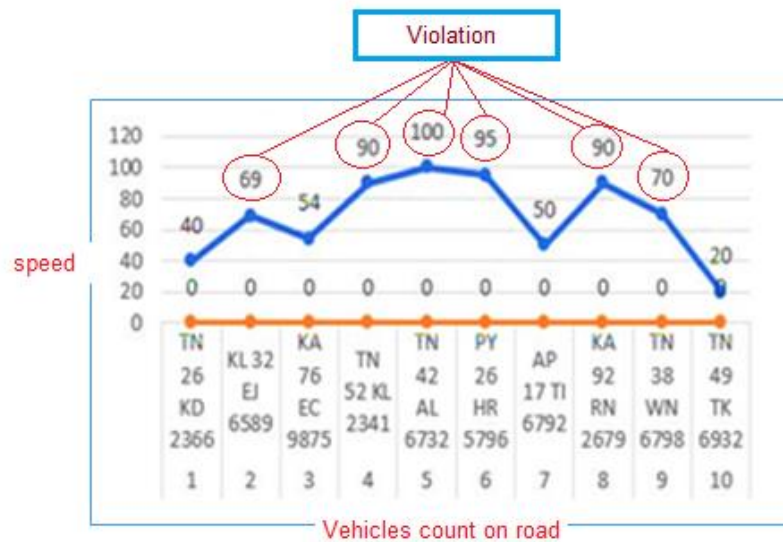 Violation
120
100
80
60
40
20
0
speed
40
69
54
90
100
95
50
90
70
20
0 0 0 0 0 0 0 0 0 0
TN 26 KD 2366
KL 32 EJ 6589
KA 76 EC 9875
TN 52 KL 2341
TN 42 AL 6732
PY 26 HR 5796
AP 17 TI 6792
KA 92 RN 2679
TN 38 WN 6798
TN 49 TK 6932
1 2 3 4 5 6 7 8 9 10
Vehicles count on road